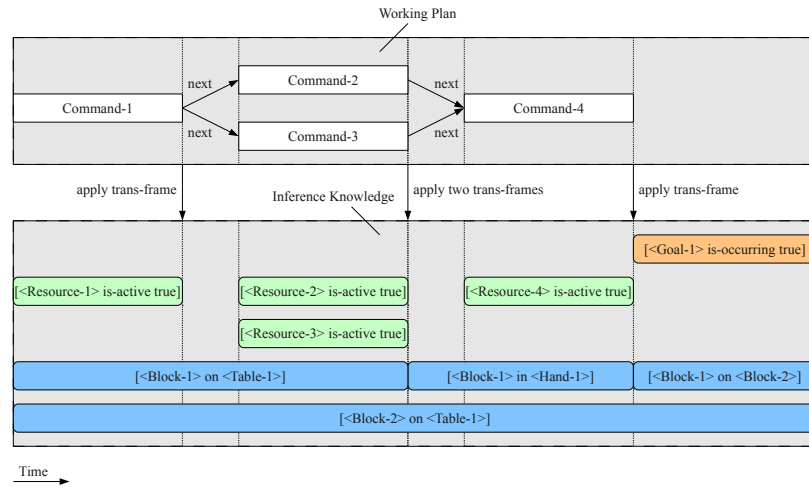 Working Plan
Command-1
next
next
Command-2
Command-3
next
next
Command-4
apply trans-frame
apply two trans-frames
apply trans-frame
Inference Knowledge
[<Goal-1> is-occurring true]
[<Resource-1> is-active true]
[<Resource-2> is-active true]
[<Resource-4> is-active true]
[<Resource-3> is-active true]
[<Block-1> on <Table-1>]
[<Block-1> in <Hand-1>]
[<Block-1> on <Block-2>]
[<Block-2> on <Table-1>]
Time